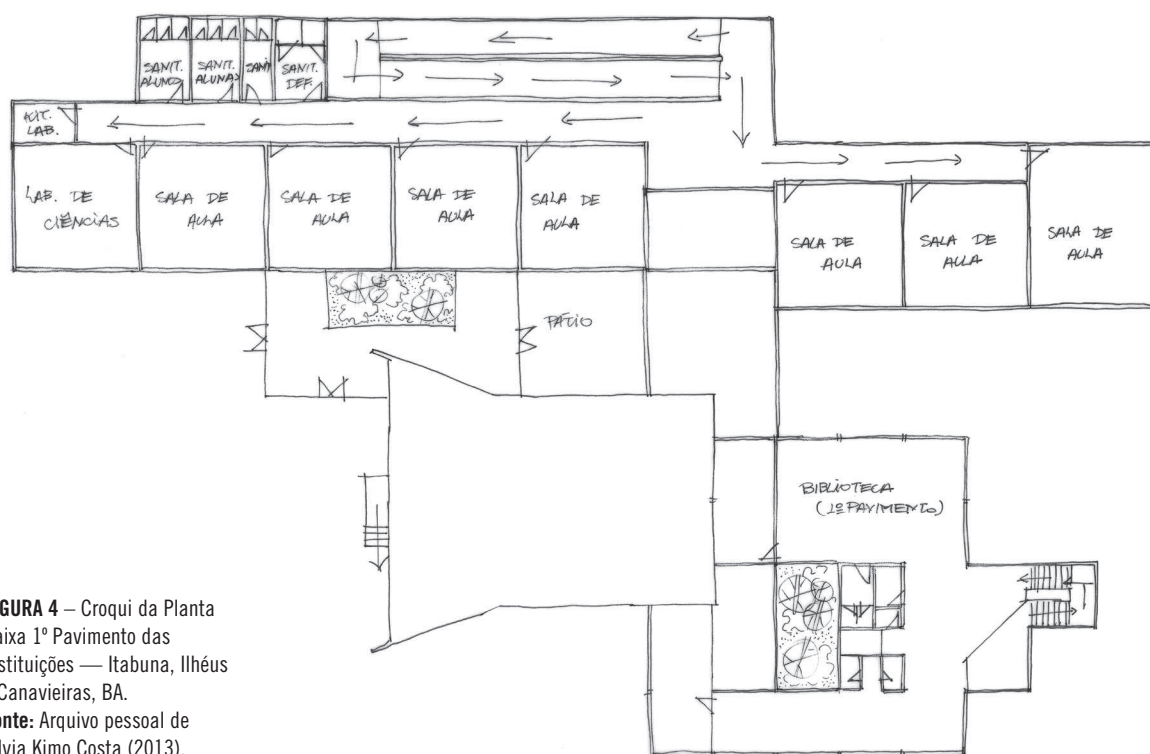 SANIT.
ALUNOS
SANIT.
ALUNAS
SANIT.
SANIT.
DEF.
KIT.
LAB.
LAB. DE
CIÊNCIAS
SALA DE
AULA
SALA DE
AULA
SALA DE
AULA
SALA DE
AULA
SALA DE
AULA
SALA DE
AULA
SALA DE
AULA
PÁTIO
BIBLIOTECA
(1º PAVIMENTO)
GURA 4 – Croqui da Planta
aixa 1º Pavimento das
stituições — Itabuna, Ilhéus
Canavieiras, BA.
onte: Arquivo pessoal de
lvia Kimo Costa (2013).